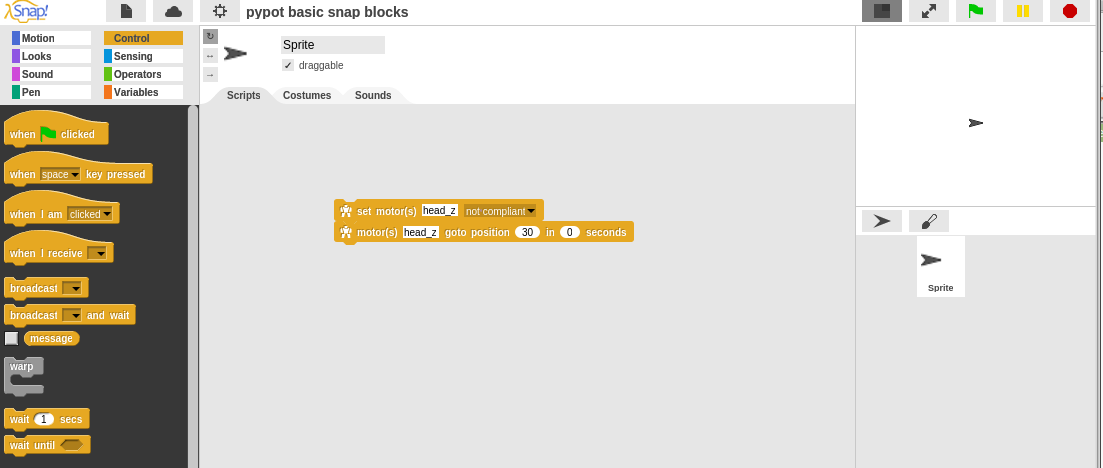 Snap!
pypot basic snap blocks
Motion
Control
Looks
Sensing
Sound
Operators
Pen
Variables
Sprite
draggable
Scripts
Costumes
Sounds
when clicked
when space key pressed
when I am clicked
when I receive
broadcast
broadcast and wait
message
warp
wait 1 secs
wait until
set motor(s) head_z not compliant
motor(s) head_z goto position 30 in 0 seconds
Sprite